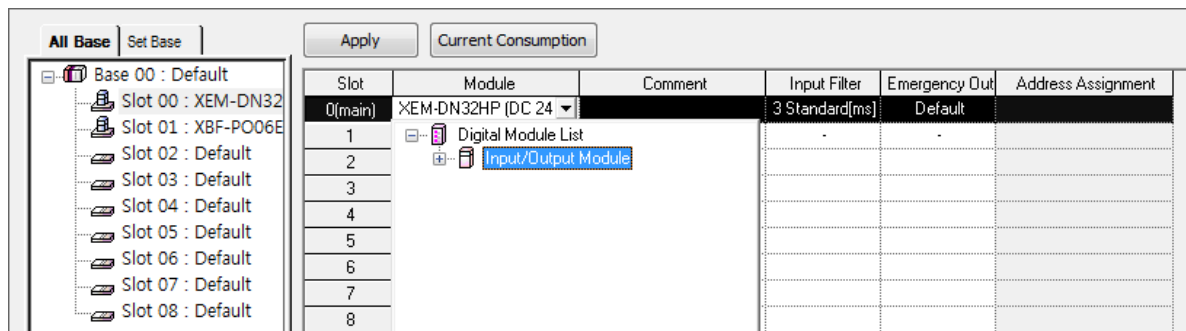 All Base Set Base Apply Current Consumption
Base 00 : Default
Slot 00 : XEM-DN32
Slot 01 : XBF-PO06E
Slot 02 : Default
Slot 03 : Default
Slot 04 : Default
Slot 05 : Default
Slot 06 : Default
Slot 07 : Default
Slot 08 : Default
Slot Module Comment Input Filter Emergency Out Address Assignment
0(main) XEM-DN32HP (DC 24 3 Standard[ms] Default
1 Digital Module List - -
2 Input/Output Module
3
4
5
6
7
8